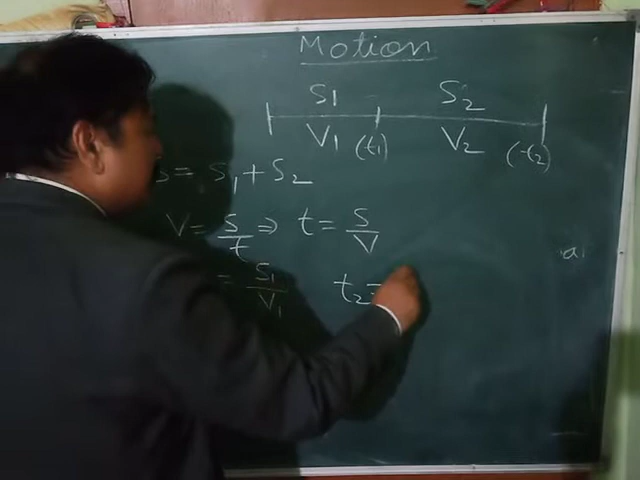 Motion
S1 S2
V1 (t1) V2 (t2)
S = S1 + S2
V = S/t ⇒ t = S/V
= S1/V1 t2 =
a